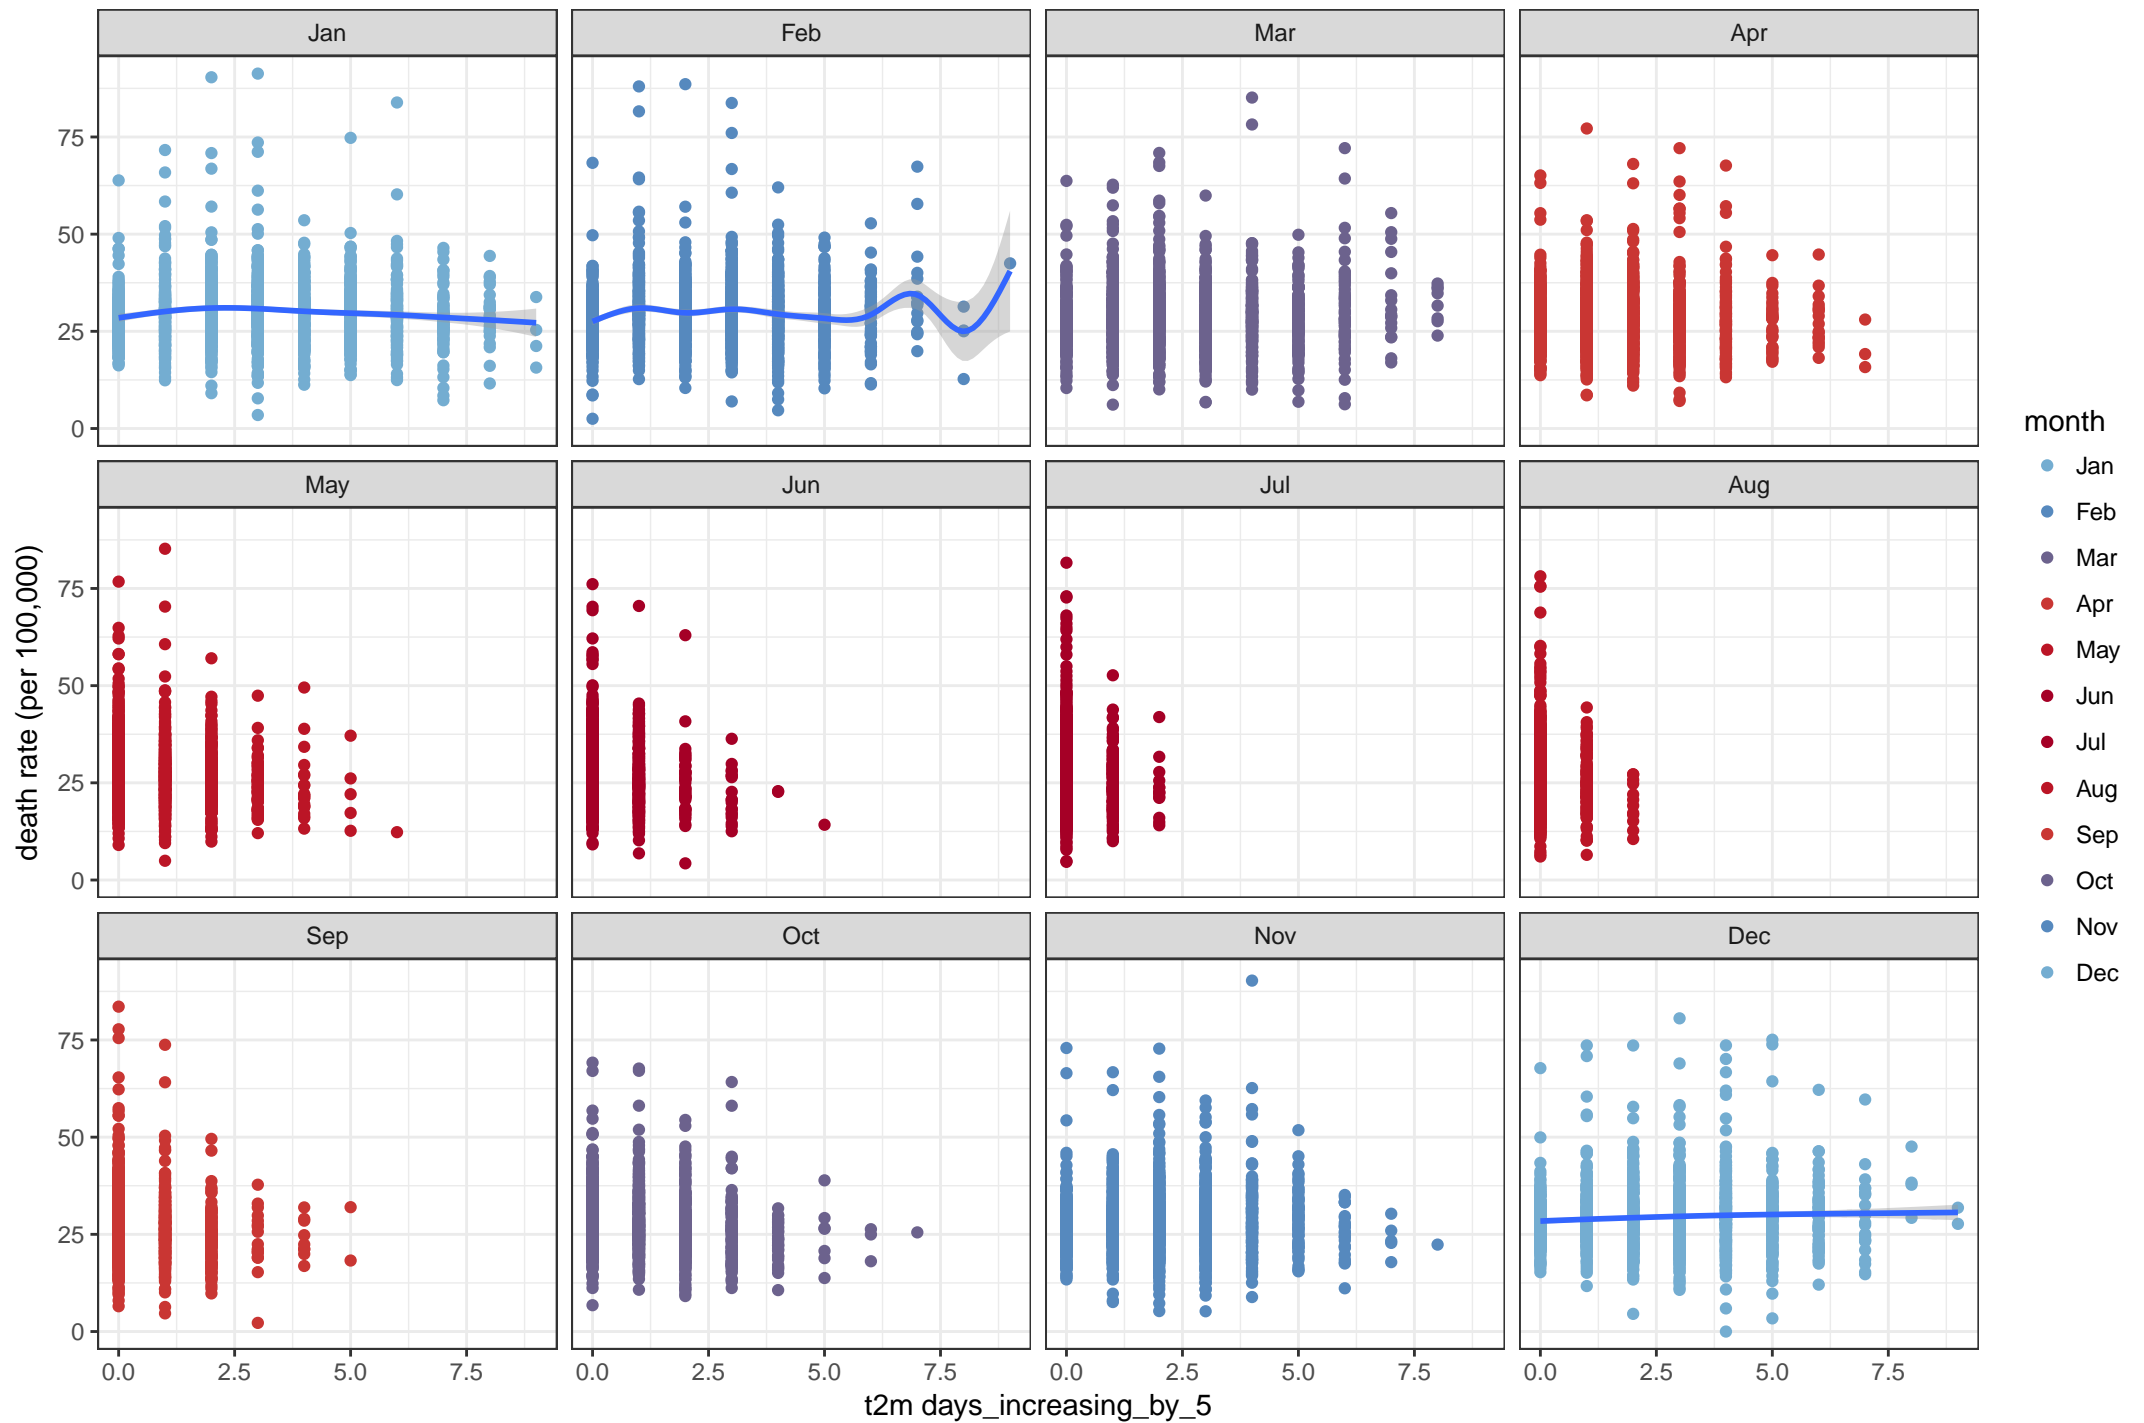 Jan Feb Mar Apr
75
50
25
0
May Jun Jul Aug
75
50
25
0
Sep Oct Nov Dec
75
50
25
0
0.0 2.5 5.0 7.5 0.0 2.5 5.0 7.5 0.0 2.5 5.0 7.5 0.0 2.5 5.0 7.5
t2m days_increasing_by_5
death rate (per 100,000)
month
Jan
Feb
Mar
Apr
May
Jun
Jul
Aug
Sep
Oct
Nov
Dec